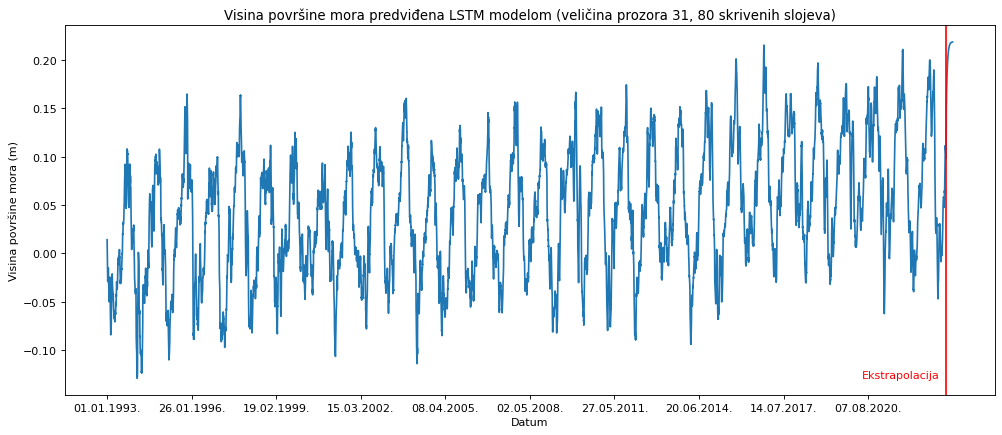 Visina površine mora predviđena LSTM modelom (veličina prozora 31, 80 skrivenih slojeva)
Visina površine mora (m)
0.20
0.15
0.10
0.05
0.00
−0.05
−0.10
Ekstrapolacija
01.01.1993. 26.01.1996. 19.02.1999. 15.03.2002. 08.04.2005. 02.05.2008. 27.05.2011. 20.06.2014. 14.07.2017. 07.08.2020.
Datum